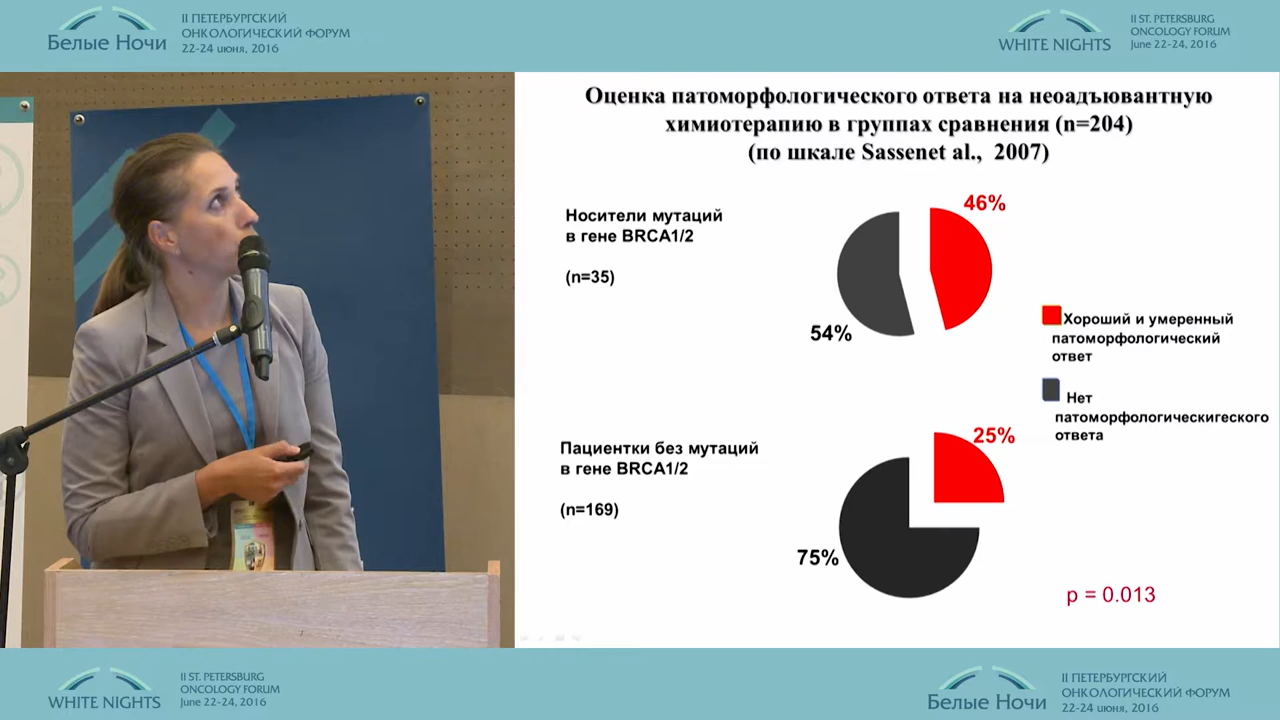 Белые Ночи
II ПЕТЕРБУРГСКИЙ
ОНКОЛОГИЧЕСКИЙ ФОРУМ
22-24 июня, 2016
WHITE NIGHTS
II ST. PETERSBURG
ONCOLOGY FORUM
June 22-24, 2016
Оценка патоморфологического ответа на неоадъювантную
химиотерапию в группах сравнения (n=204)
(по шкале Sassenet al., 2007)
Носители мутаций
в гене BRCA1/2
(n=35)
46%
54%
Хороший и умеренный
патоморфологический
ответ
Нет
патоморфологическигеского
ответа
Пациентки без мутаций
в гене BRCA1/2
(n=169)
25%
75%
p = 0.013
WHITE NIGHTS
II ST. PETERSBURG
ONCOLOGY FORUM
June 22-24, 2016
Белые Ночи
II ПЕТЕРБУРГСКИЙ
ОНКОЛОГИЧЕСКИЙ ФОРУМ
22-24 июня, 2016